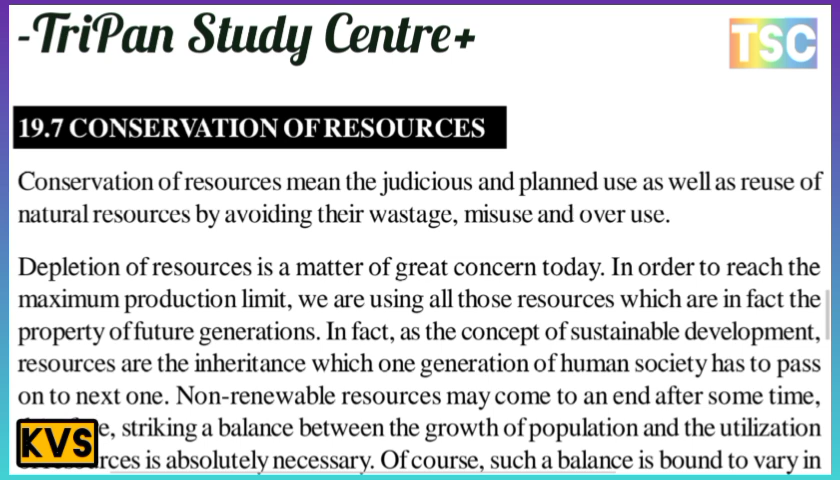 -TriPan Study Centre+
TSC
19.7 CONSERVATION OF RESOURCES
Conservation of resources mean the judicious and planned use as well as reuse of
natural resources by avoiding their wastage, misuse and over use.
Depletion of resources is a matter of great concern today. In order to reach the
maximum production limit, we are using all those resources which are in fact the
property of future generations. In fact, as the concept of sustainable development,
resources are the inheritance which one generation of human society has to pass
on to next one. Non-renewable resources may come to an end after some time,
striking a balance between the growth of population and the utilization
is absolutely necessary. Of course, such a balance is bound to vary in
KVS